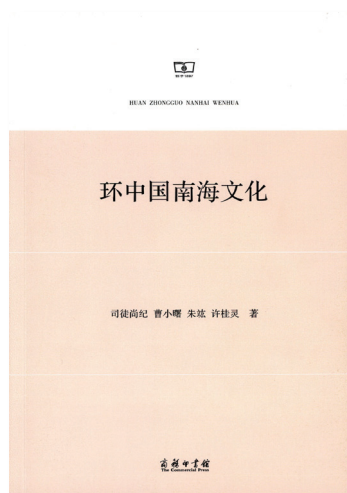 HUAN ZHONGGUO NANHAI WENHUA
环中国南海文化
司徒尚纪 曹小曙 朱竑 许桂灵 著
商务印书馆
The Commercial Press